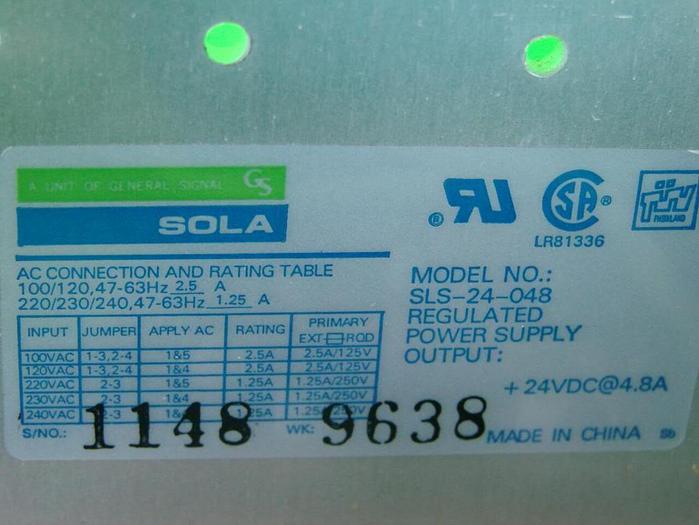 A UNIT OF GENERAL SIGNAL GS
SOLA
AC CONNECTION AND RATING TABLE
100/120,47-63Hz 2.5 A
220/230/240,47-63Hz 1.25 A
INPUT JUMPER APPLY AC RATING PRIMARY EXT RQD
100VAC 1-3,2-4 1&5 2.5A 2.5A/125V
120VAC 1-3,2-4 1&4 2.5A 2.5A/125V
220VAC 2-3 1&5 1.25A 1.25A/250V
230VAC 2-3 1&4 1.25A 1.25A/250V
240VAC 2-3
S/NO.: 1148 WK: 9638
LR81336
RHEINLAND
MODEL NO.:
SLS-24-048
REGULATED
POWER SUPPLY
OUTPUT:
+24VDC@4.8A
MADE IN CHINA